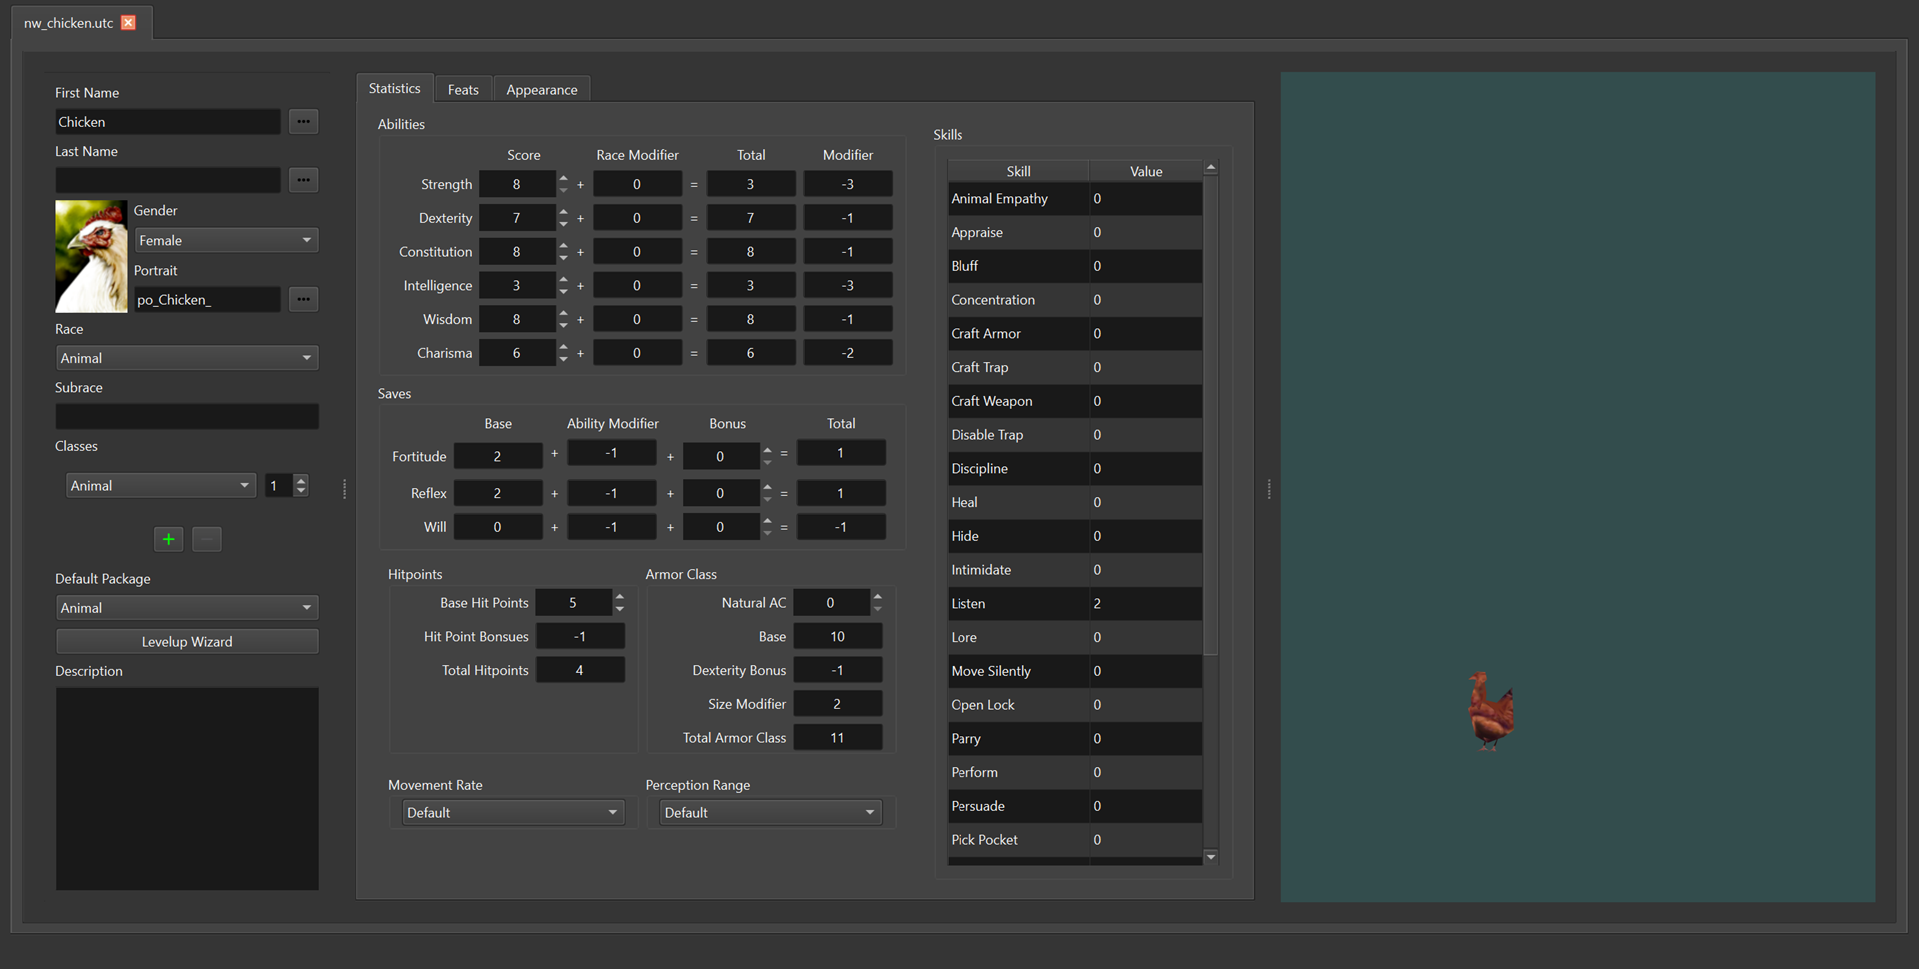 nw_chicken.utc
First Name
Chicken
...
Last Name
...
Gender
Female
Portrait
po_Chicken_
...
Race
Animal
Subrace
Classes
Animal 1
+ −
Default Package
Animal
Levelup Wizard
Description
Statistics Feats Appearance
Abilities
Score Race Modifier Total Modifier
Strength 8 + 0 = 3 -3
Dexterity 7 + 0 = 7 -1
Constitution 8 + 0 = 8 -1
Intelligence 3 + 0 = 3 -3
Wisdom 8 + 0 = 8 -1
Charisma 6 + 0 = 6 -2
Saves
Base Ability Modifier Bonus Total
Fortitude 2 + -1 + 0 = 1
Reflex 2 + -1 + 0 = 1
Will 0 + -1 + 0 = -1
Hitpoints
Base Hit Points 5
Hit Point Bonsues -1
Total Hitpoints 4
Armor Class
Natural AC 0
Base 10
Dexterity Bonus -1
Size Modifier 2
Total Armor Class 11
Movement Rate
Default
Perception Range
Default
Skills
Skill Value
Animal Empathy 0
Appraise 0
Bluff 0
Concentration 0
Craft Armor 0
Craft Trap 0
Craft Weapon 0
Disable Trap 0
Discipline 0
Heal 0
Hide 0
Intimidate 0
Listen 2
Lore 0
Move Silently 0
Open Lock 0
Parry 0
Perform 0
Persuade 0
Pick Pocket 0